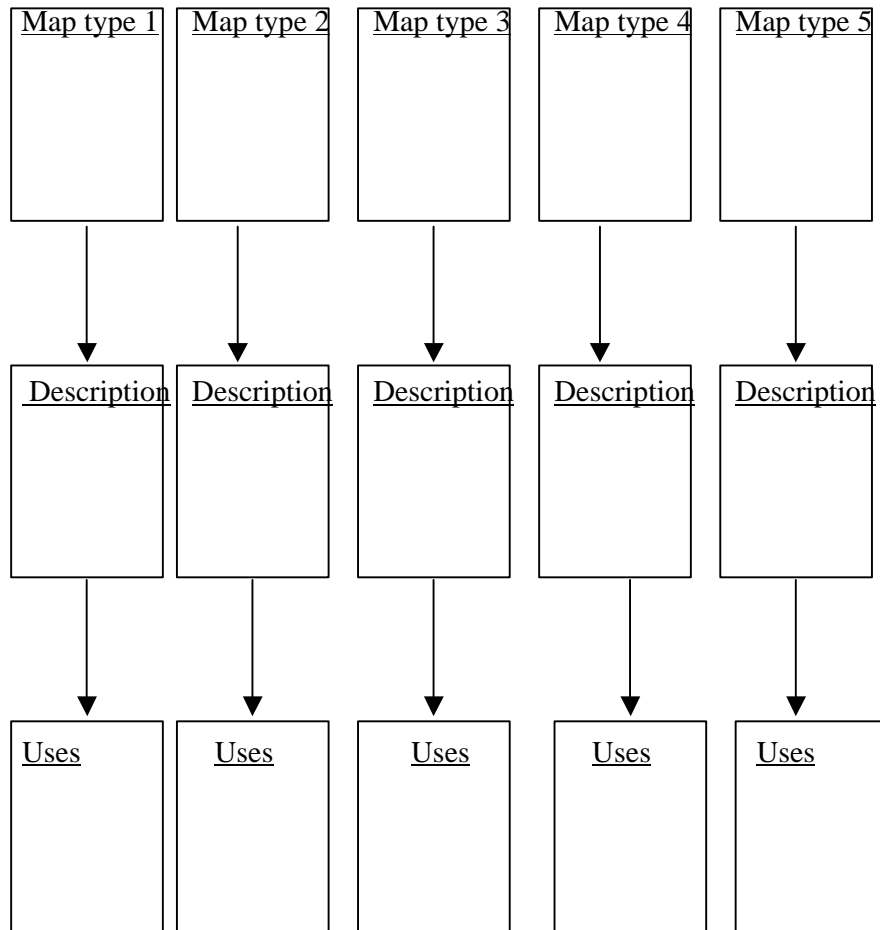 Map type 1 Map type 2 Map type 3 Map type 4 Map type 5
Description Description Description Description Description
Uses Uses Uses Uses Uses